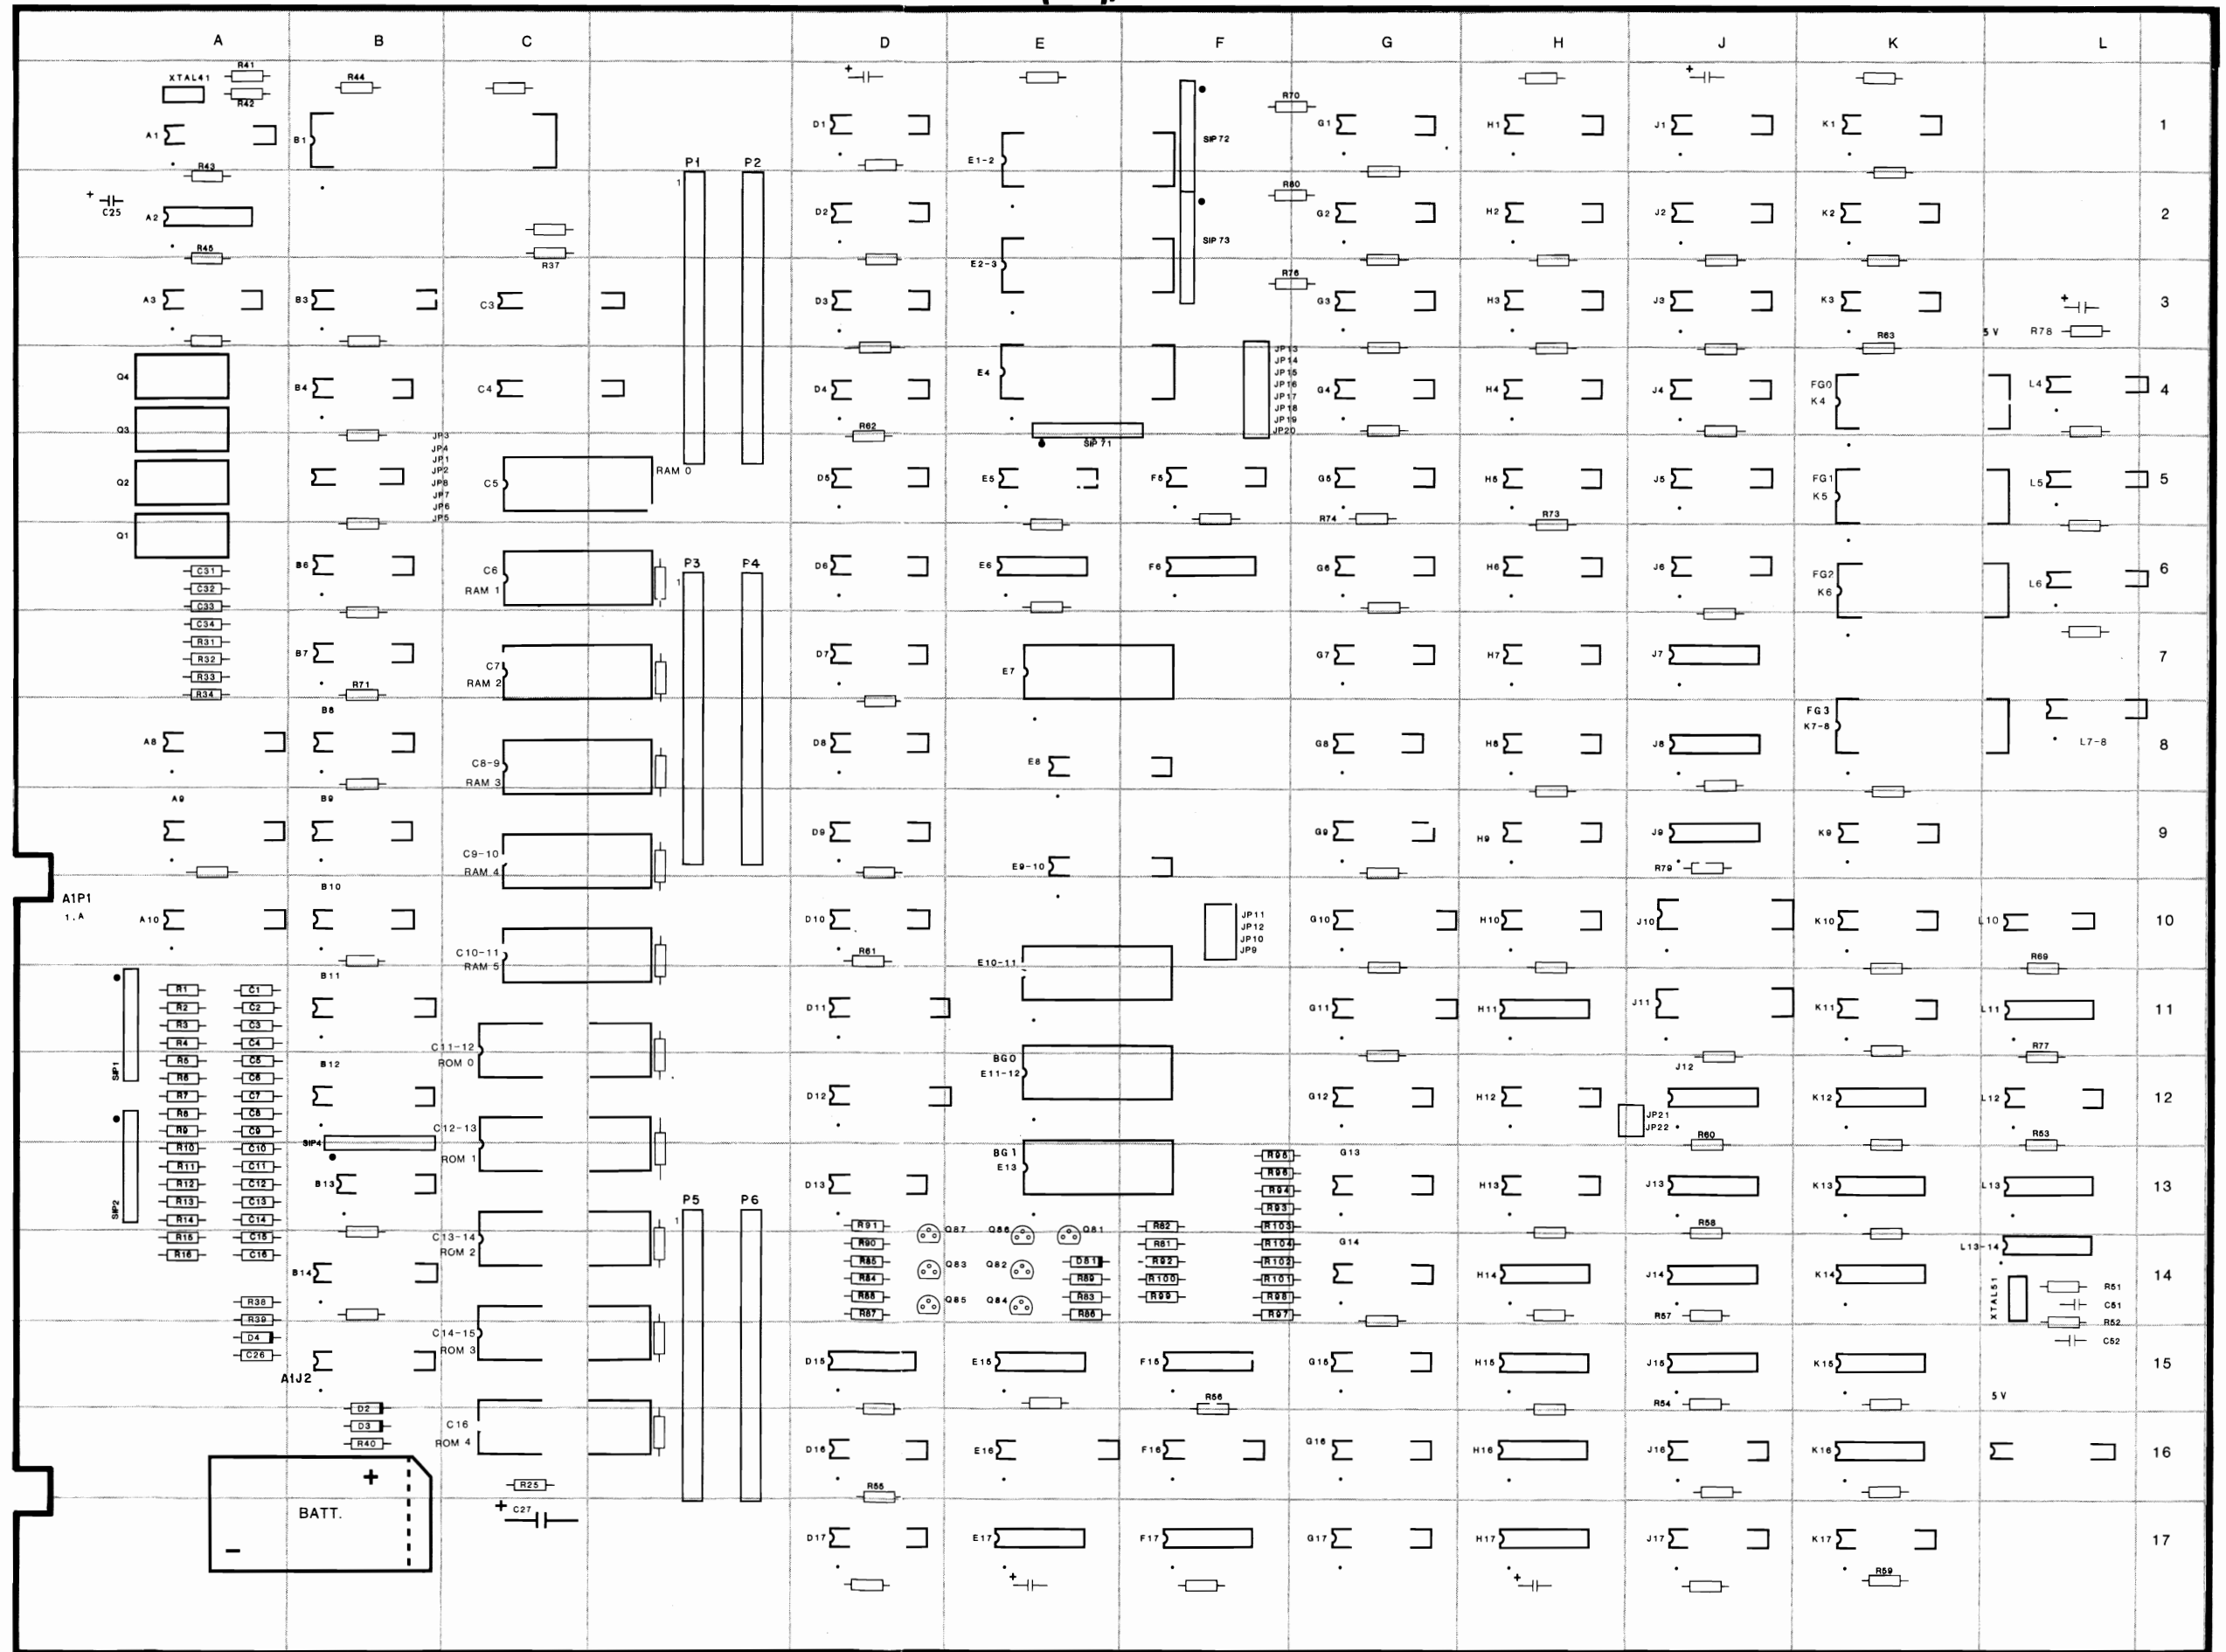 A B C D E F G H J K L
XTAL41 R41 R44
R42
R70
A1 B1 D1 SIP72 G1 H1 J1 K1 1
E1-2
R43 P1 P2
1
C25 R80
A2 D2 G2 H2 J2 K2 2
SIP73
R45 R37 E2-3
R76
A3 B3 C3 D3 G3 H3 J3 K3 3
5 V R78
R63
Q4 E4 JP13
JP14
JP15
B4 C4 D4 JP16 G4 H4 J4 FG0 L4 4
JP17 K4
JP18
Q3 JP19
JP3 R62 SIP 71 JP20
JP4
JP1
JP2 RAM 0
Q2 JP8 C5 D5 E5 F5 G5 H5 J5 FG1 L5 5
JP7 K5
JP6
JP5 R74 R73
Q1
B6 C6 P3 P4 D6 E6 F6 G6 H6 J6 FG2 L6 6
C31 RAM 1 1 K6
C32
C33
C34
R31
B7 R32 C7 D7 E7 G7 H7 J7 7
R33 RAM 2
R34 R71
B8 FG3
K7-8
A8 C8-9 D8 E8 G8 H8 J8 L7-8 8
RAM 3
A9 B9
D9 G9 H9 J9 K9 9
C9-10 E9-10 R79
RAM 4
B10
A1P1
1.A A10 D10 JP11 G10 H10 J10 K10 L10 10
JP12
JP10
JP9
C10-11 R61 E10-11 R69
RAM 5
B11
R1 C1
R2 C2 D11 G11 H11 J11 K11 L11 11
R3 C3
R4 C4 C11-12 R77
SIP1 R5 C5 ROM 0 BG0
R6 C6 B12 E11-12 J12
R7 C7 D12 G12 H12 K12 L12 12
R8 C8 JP21
R9 C9 C12-13 JP22
R10 C10 SIP4 R60 R53
R11 C11 ROM 1 BG1 R95 G13
SIP2 R12 C12 B13 E13 R96
R13 C13 P5 P6 D13 R94 H13 J13 K13 L13 13
R14 C14 1 R93
R15 C15 C13-14 R91 Q87 Q86 Q81 R82 R103 R58
R16 C16 ROM 2 R90 R81 R104 G14 L13-14
B14 R85 Q83 Q82 D81 R92 R102
R84 R89 R100 R101 H14 J14 K14 14
R38 R88 Q85 Q84 R83 R99 R98 XTAL51 R51
R39 R87 R86 R97 R57 C51
D4 C14-15 R52
C26 ROM 3 C52
A1J2 D15 E15 F15 G15 H15 J15 K15 15
D2 R56 R54 5 V
D3 C16
R40 ROM 4 D16 E16 F16 G16 H16 J16 K16 16
R25 R55
BATT. C27
D17 E17 F17 G17 H17 J17 K17 17
R59